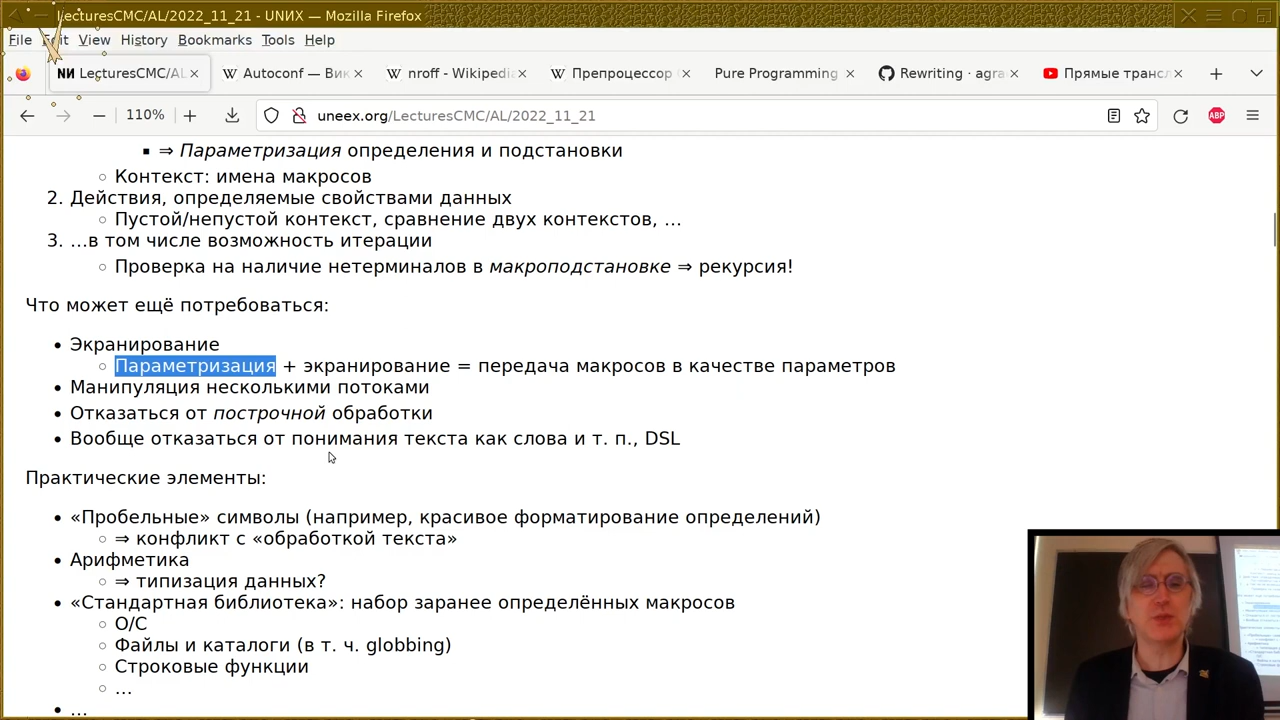 LecturesCMC/AL/2022_11_21 - UNИX — Mozilla Firefox
File Edit View History Bookmarks Tools Help
NИ LecturesCMC/AL
W Autoconf — Вик
W nroff - Wikipedia
W Препроцессор
Pure Programming
Rewriting · agra
Прямые трансл
110%
uneex.org/LecturesCMC/AL/2022_11_21
ABP
⇒ Параметризация определения и подстановки
Контекст: имена макросов
2. Действия, определяемые свойствами данных
Пустой/непустой контекст, сравнение двух контекстов, …
3. …в том числе возможность итерации
Проверка на наличие нетерминалов в макроподстановке ⇒ рекурсия!
Что может ещё потребоваться:
Экранирование
Параметризация + экранирование = передача макросов в качестве параметров
Манипуляция несколькими потоками
Отказаться от построчной обработки
Вообще отказаться от понимания текста как слова и т. п., DSL
Практические элементы:
«Пробельные» символы (например, красивое форматирование определений)
⇒ конфликт с «обработкой текста»
Арифметика
⇒ типизация данных?
«Стандартная библиотека»: набор заранее определённых макросов
О/С
Файлы и каталоги (в т. ч. globbing)
Строковые функции
…
…